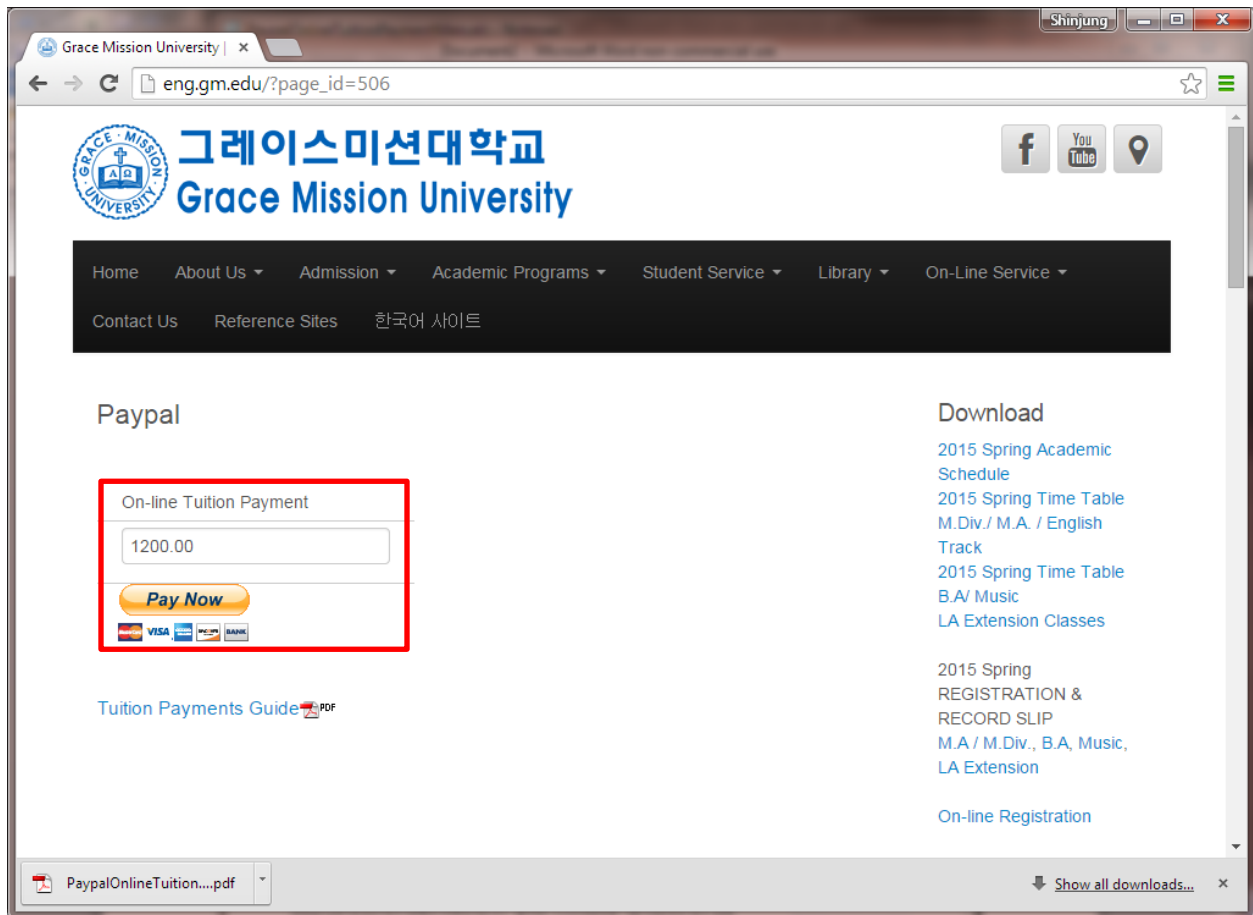 Shinjung
Grace Mission University |
eng.gm.edu/?page_id=506
GRACE · MISSION · UNIVERSITY
Α Ω
그레이스미션대학교
Grace Mission University
f
You
Tube
Home About Us Admission Academic Programs Student Service Library On-Line Service
Contact Us Reference Sites 한국어 사이트
Paypal
On-line Tuition Payment
1200.00
Pay Now
VISA
BANK
Tuition Payments Guide PDF
Download
2015 Spring Academic
Schedule
2015 Spring Time Table
M.Div./ M.A. / English
Track
2015 Spring Time Table
B.A/ Music
LA Extension Classes
2015 Spring
REGISTRATION &
RECORD SLIP
M.A / M.Div., B.A, Music,
LA Extension
On-line Registration
PaypalOnlineTuition....pdf
Show all downloads...